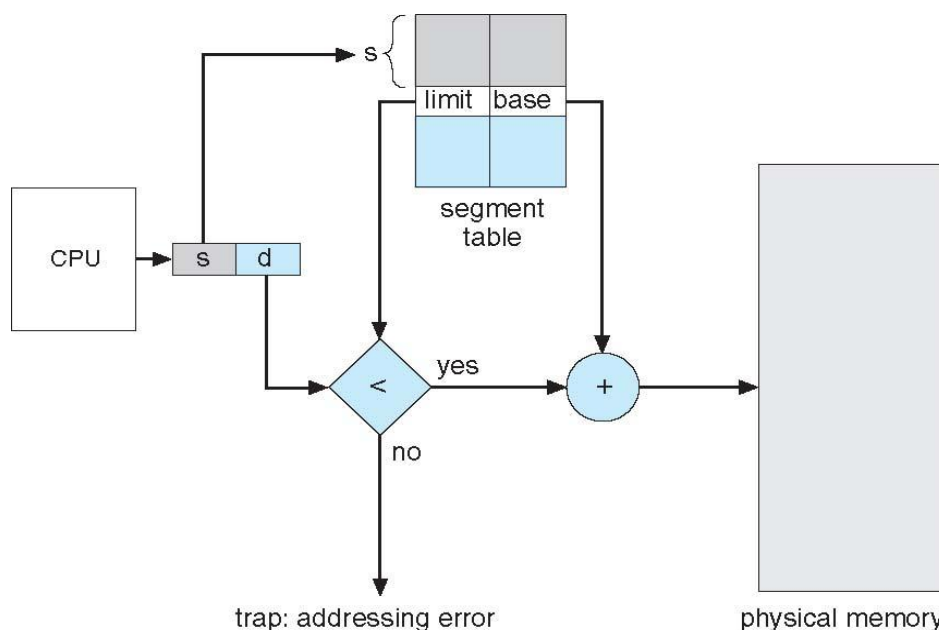 s
limit base
segment
table
CPU
s d
<
yes
+
no
trap: addressing error
physical memory